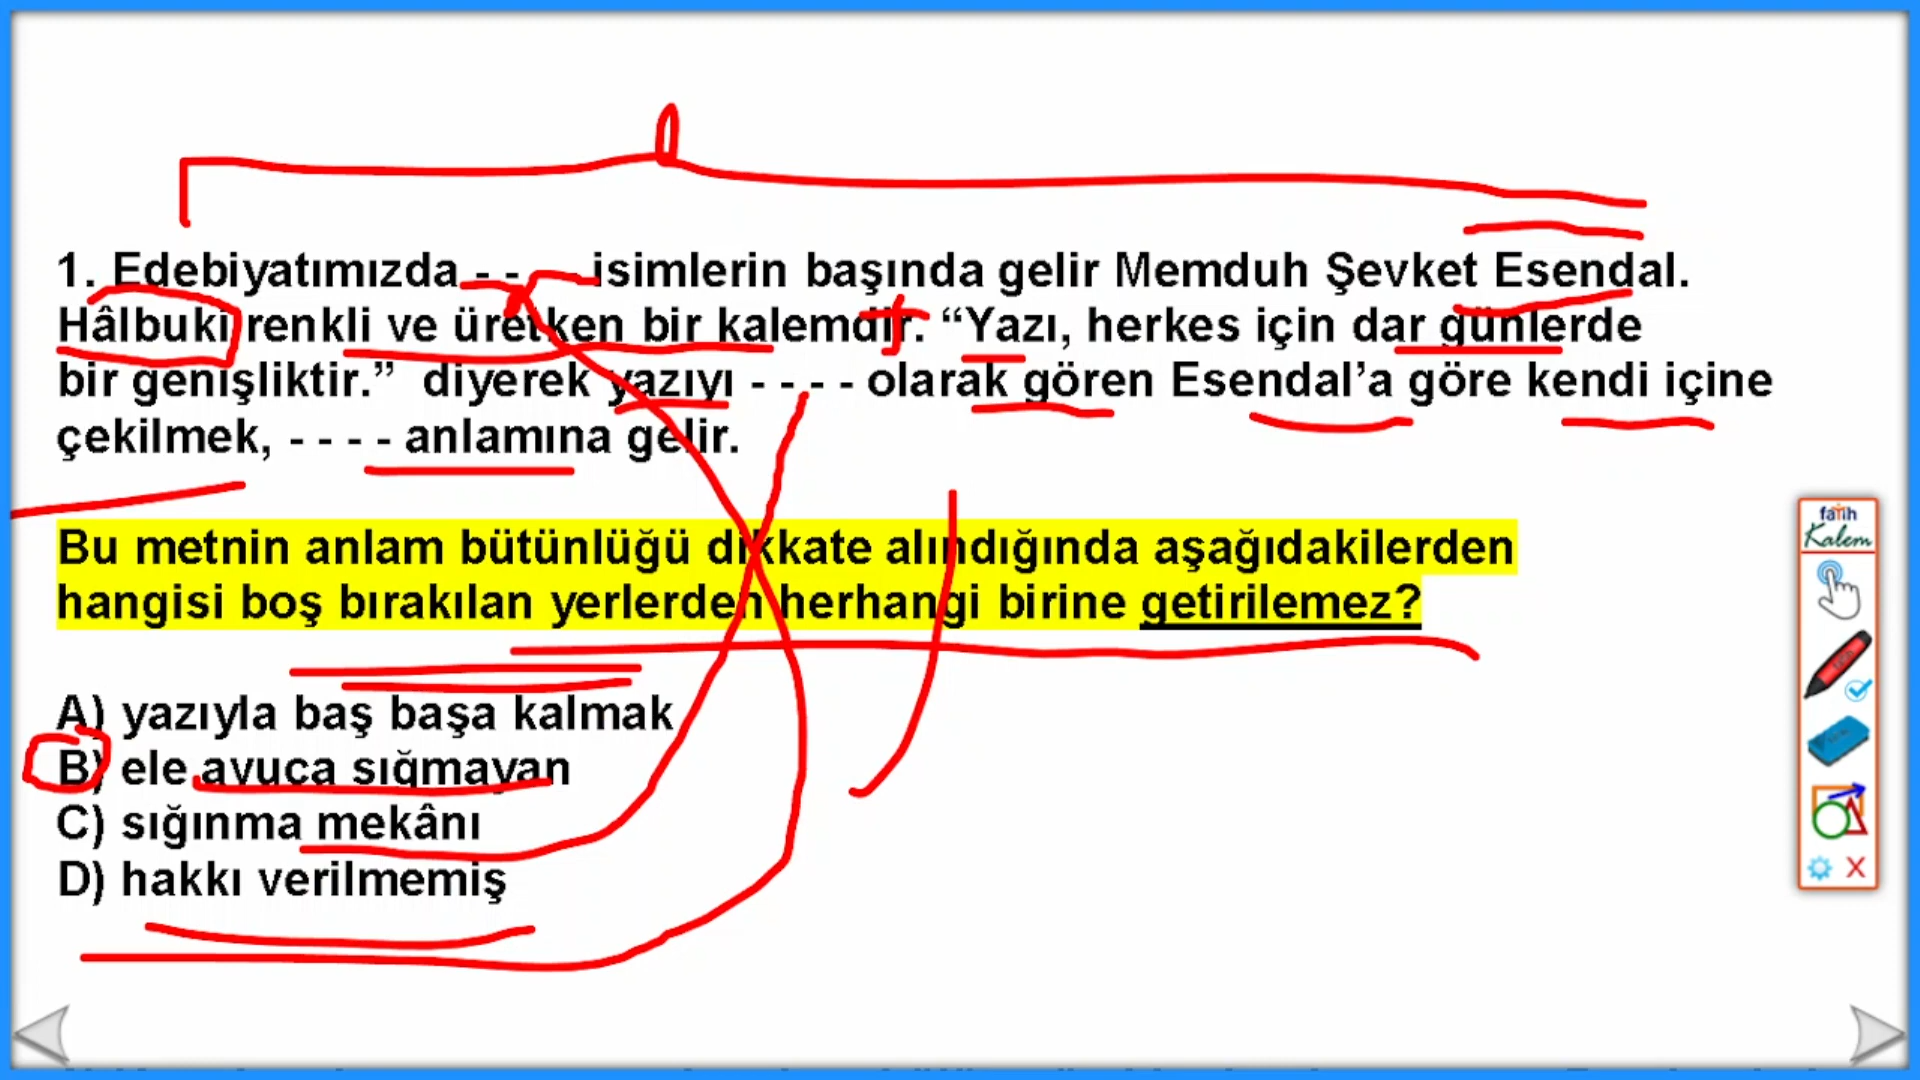 1. Edebiyatımızda - - - - isimlerin başında gelir Memduh Şevket Esendal.
Hâlbuki renkli ve üretken bir kalemdir. “Yazı, herkes için dar günlerde
bir genişliktir.” diyerek yazıyı - - - - olarak gören Esendal’a göre kendi içine
çekilmek, - - - - anlamına gelir.
Bu metnin anlam bütünlüğü dikkate alındığında aşağıdakilerden
hangisi boş bırakılan yerlerden herhangi birine getirilemez?
A) yazıyla baş başa kalmak
B) ele avuca sığmayan
C) sığınma mekânı
D) hakkı verilmemiş
fatih
Kalem